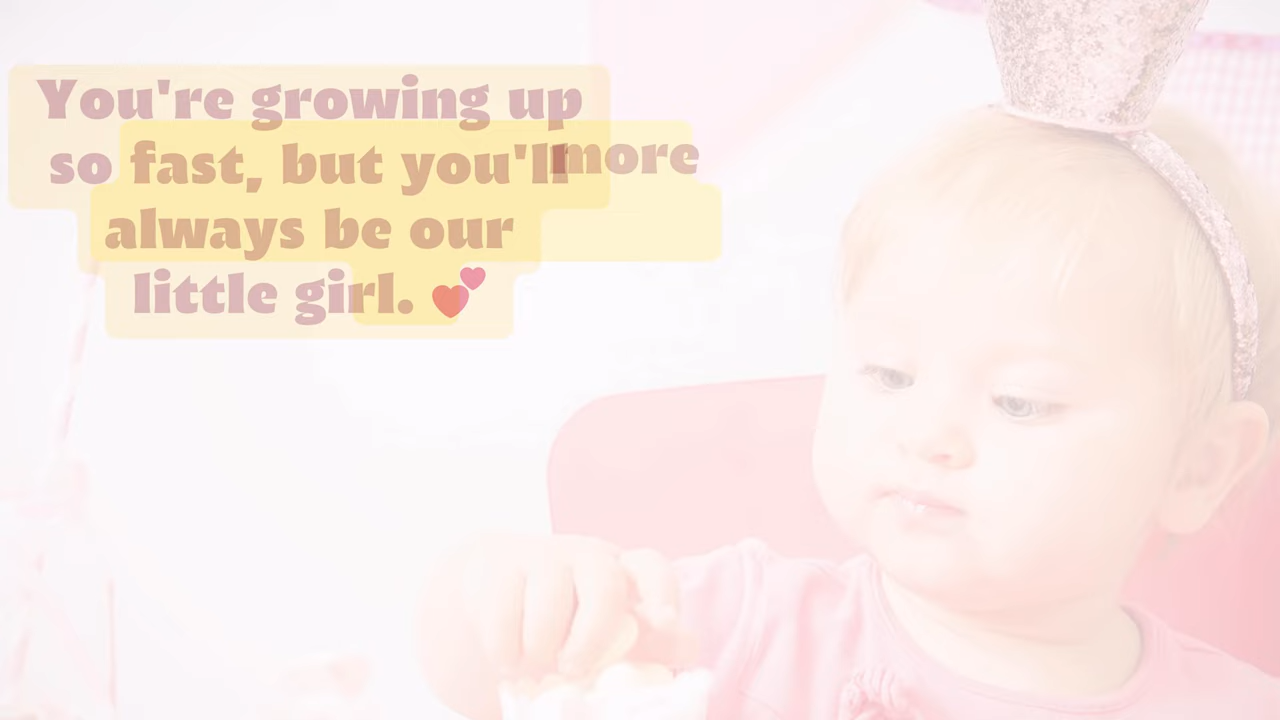 You're growing up
so fast, but you'll more
always be our
little girl. 💕